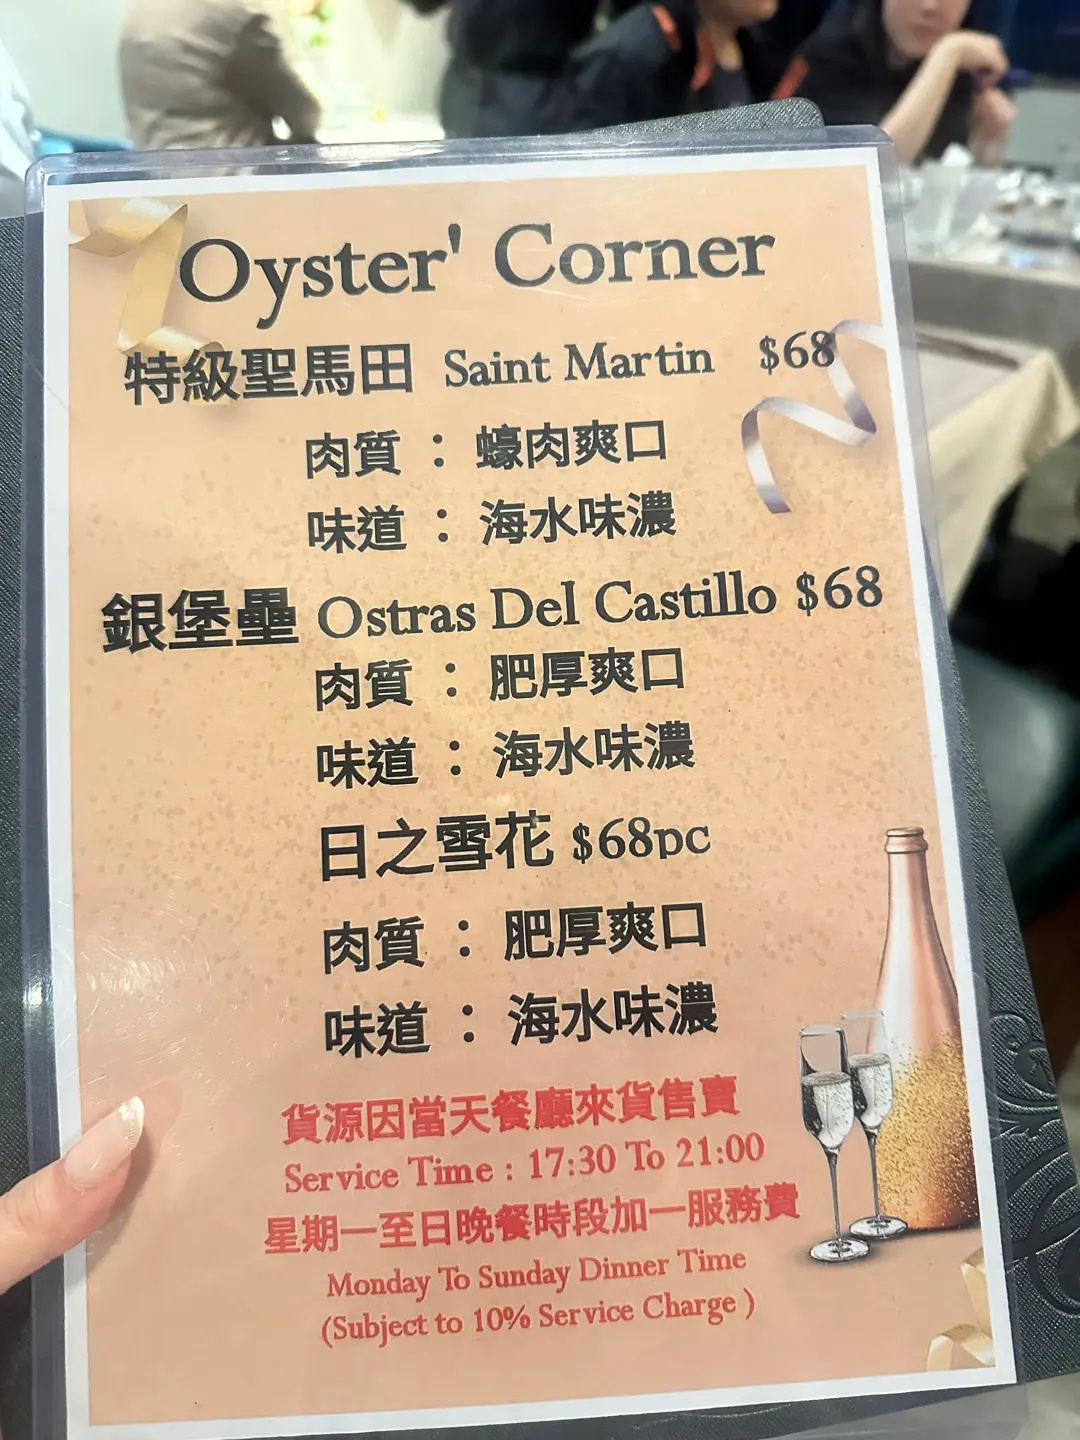 Oyster' Corner
特級聖馬田 Saint Martin $68
肉質 : 蠔肉爽口
味道 : 海水味濃
銀堡壘 Ostras Del Castillo $68
肉質 : 肥厚爽口
味道 : 海水味濃
日之雪花 $68pc
肉質 : 肥厚爽口
味道 : 海水味濃
貨源因當天餐廳來貨售賣
Service Time : 17:30 To 21:00
星期一至日晚餐時段加一服務費
Monday To Sunday Dinner Time
(Subject to 10% Service Charge )